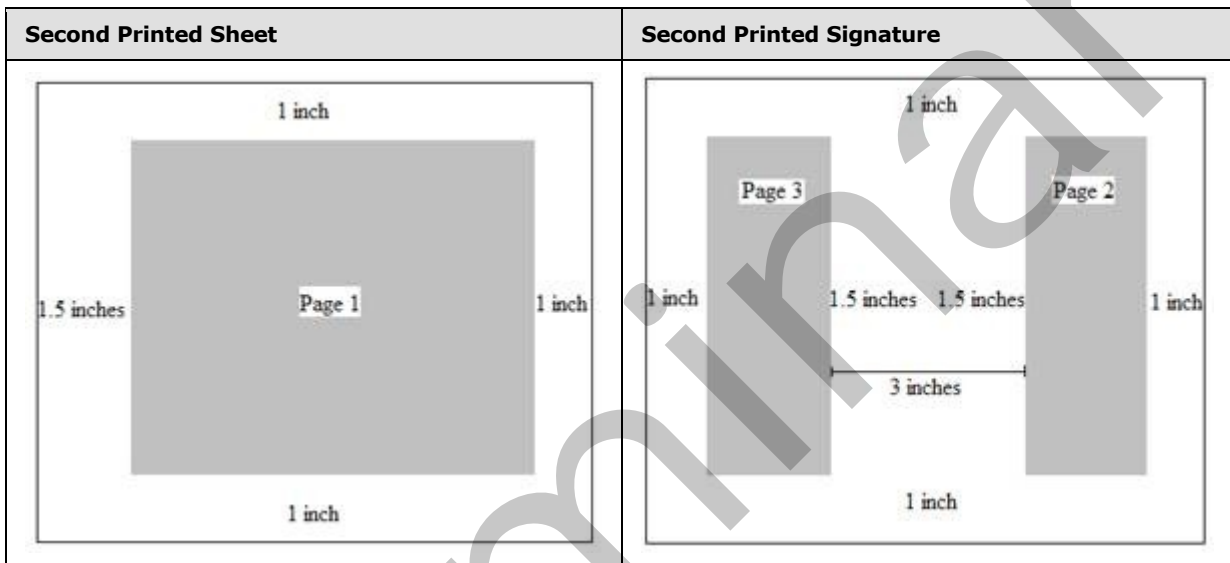 Second Printed Sheet
Second Printed Signature
1 inch
1.5 inches
Page 1
1 inch
1 inch
1 inch
Page 3
Page 2
1 inch
1.5 inches
1.5 inches
1 inch
3 inches
1 inch